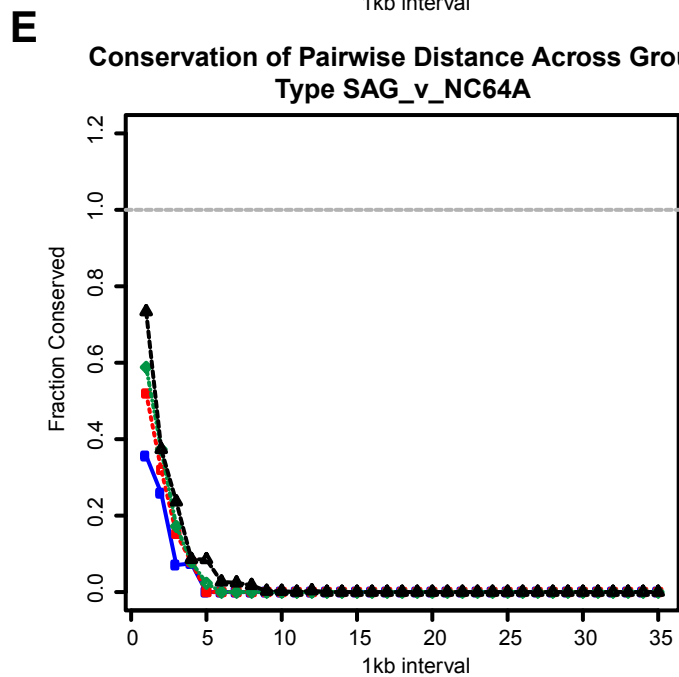 1kb interval
E
Conservation of Pairwise Distance Across
Type SAG_v_NC64A
Fraction Conserved
1.2
1.0
0.8
0.6
0.4
0.2
0.0
0 5 10 15 20 25 30 35
1kb interval